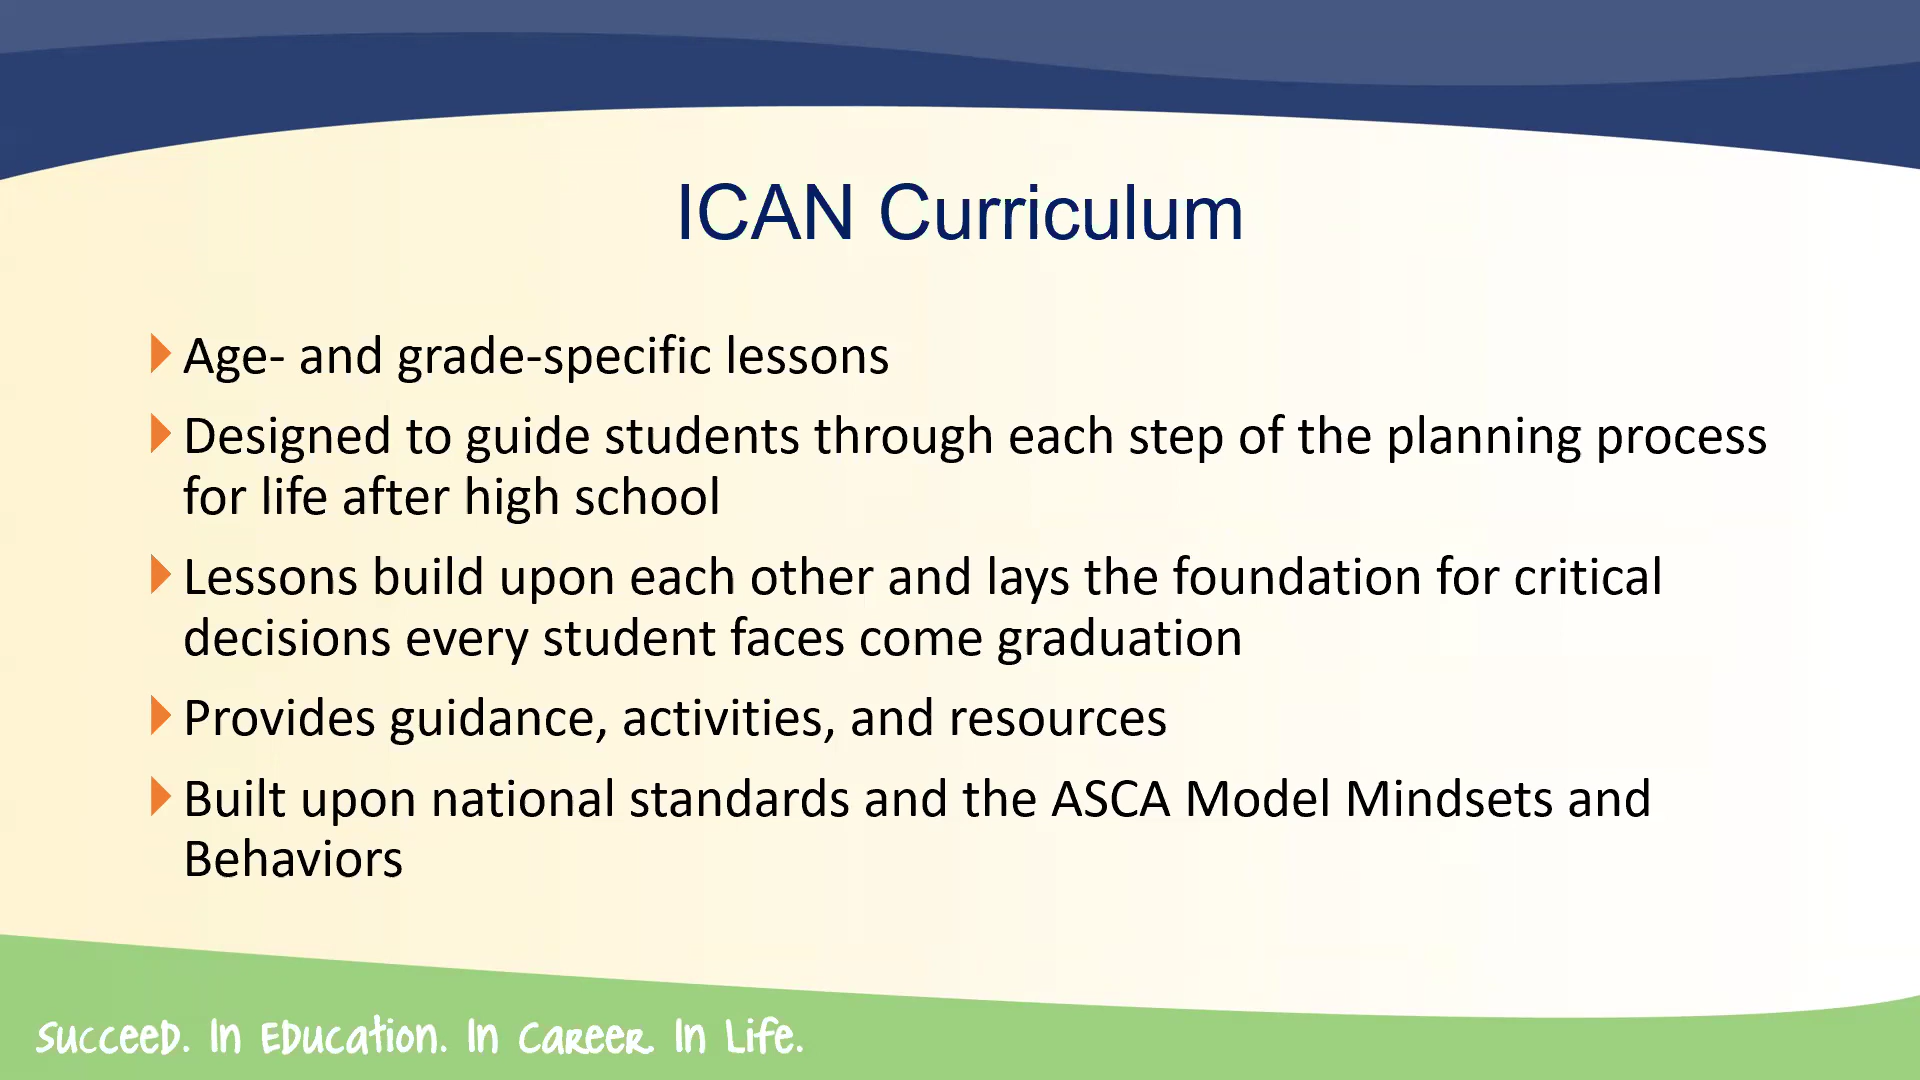 ICAN Curriculum
Age- and grade-specific lessons
Designed to guide students through each step of the planning process
for life after high school
Lessons build upon each other and lays the foundation for critical
decisions every student faces come graduation
Provides guidance, activities, and resources
Built upon national standards and the ASCA Model Mindsets and
Behaviors
Succeed. In Education. In Career. In Life.